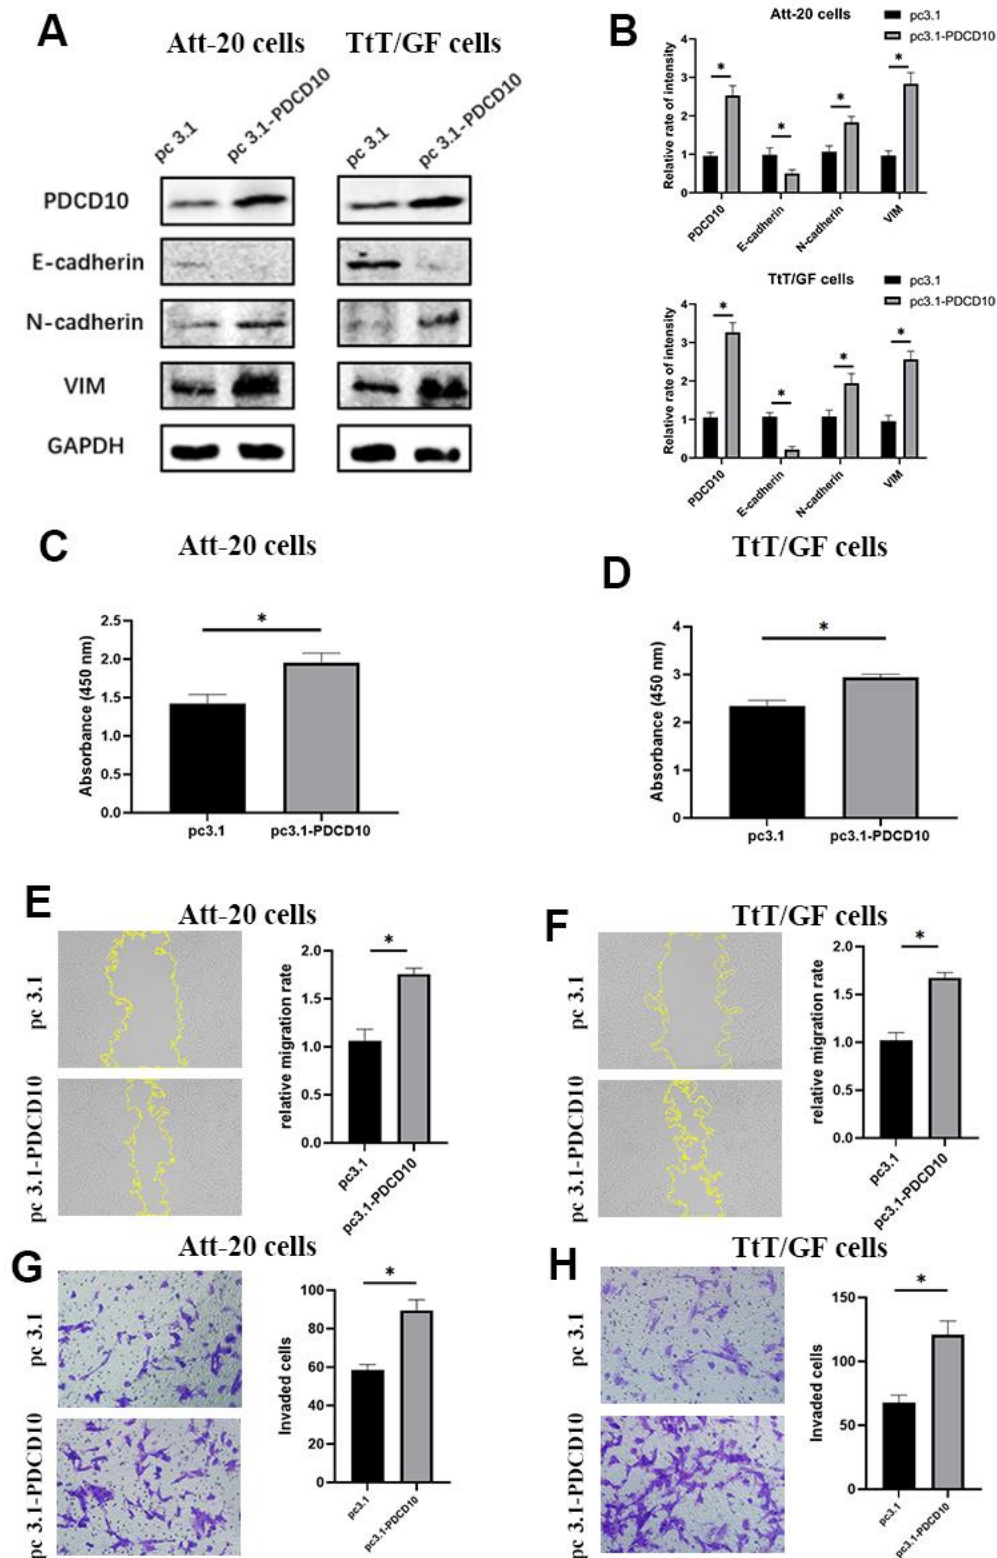 A
Att-20 cells
TtT/GF cells
pc 3.1
pc 3.1-PDCD10
pc 3.1
pc 3.1-PDCD10
PDCD10
E-cadherin
N-cadherin
VIM
GAPDH
B
Att-20 cells
pc3.1
pc3.1-PDCD10
Relative rate of intensity
4
3
2
1
0
*
*
*
*
PDCD10
E-cadherin
N-cadherin
VIM
TtT/GF cells
pc3.1
pc3.1-PDCD10
Relative rate of intensity
4
3
2
1
0
*
*
*
*
PDCD10
E-cadherin
N-cadherin
VIM
C
Att-20 cells
Absorbance (450 nm)
2.5
2.0
1.5
1.0
0.5
0.0
*
pc3.1
pc3.1-PDCD10
D
TtT/GF cells
Absorbance (450 nm)
4
3
2
1
0
*
pc3.1
pc3.1-PDCD10
E
Att-20 cells
pc 3.1
pc 3.1-PDCD10
relative migration rate
2.0
1.5
1.0
0.5
0.0
*
pc3.1
pc3.1-PDCD10
F
TtT/GF cells
pc 3.1
pc 3.1-PDCD10
relative migration rate
2.0
1.5
1.0
0.5
0.0
*
pc3.1
pc3.1-PDCD10
G
Att-20 cells
pc 3.1
pc 3.1-PDCD10
Invaded cells
100
80
60
40
20
0
*
pc3.1
pc3.1-PDCD10
H
TtT/GF cells
pc 3.1
pc 3.1-PDCD10
Invaded cells
150
100
50
0
*
pc3.1
pc3.1-PDCD10